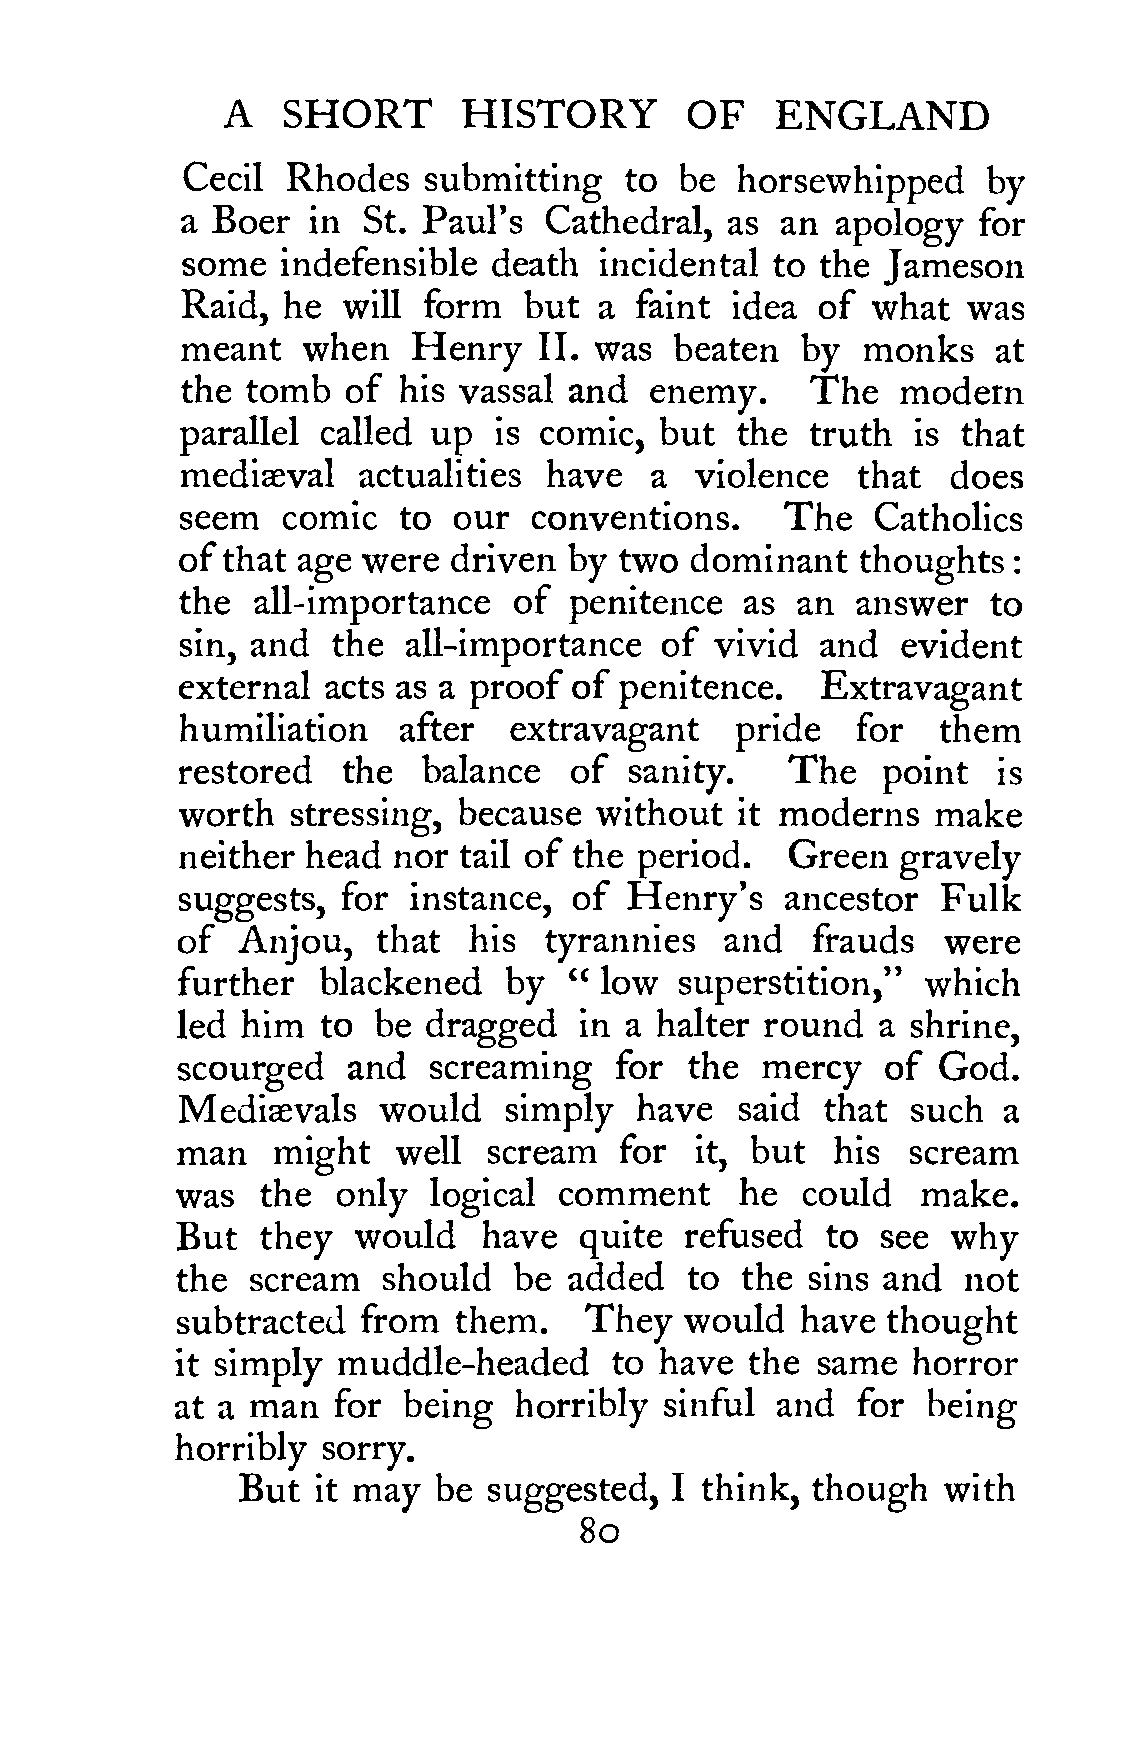 A SHORT HISTORY OF ENGLAND
Cecil Rhodes submitting to be horsewhipped by
a Boer in St. Paul's Cathedral, as an apology for
some indefensible death incidental to the Jameson
Raid, he will form but a faint idea of what was
meant when Henry II. was beaten by monks at
the tomb of his vassal and enemy. The modern
parallel called up is comic, but the truth is that
mediæval actualities have a violence that does
seem comic to our conventions. The Catholics
of that age were driven by two dominant thoughts :
the all-importance of penitence as an answer to
sin, and the all-importance of vivid and evident
external acts as a proof of penitence. Extravagant
humiliation after extravagant pride for them
restored the balance of sanity. The point is
worth stressing, because without it moderns make
neither head nor tail of the period. Green gravely
suggests, for instance, of Henry's ancestor Fulk
of Anjou, that his tyrannies and frauds were
further blackened by “ low superstition,” which
led him to be dragged in a halter round a shrine,
scourged and screaming for the mercy of God.
Mediævals would simply have said that such a
man might well scream for it, but his scream
was the only logical comment he could make.
But they would have quite refused to see why
the scream should be added to the sins and not
subtracted from them. They would have thought
it simply muddle-headed to have the same horror
at a man for being horribly sinful and for being
horribly sorry.
But it may be suggested, I think, though with
80